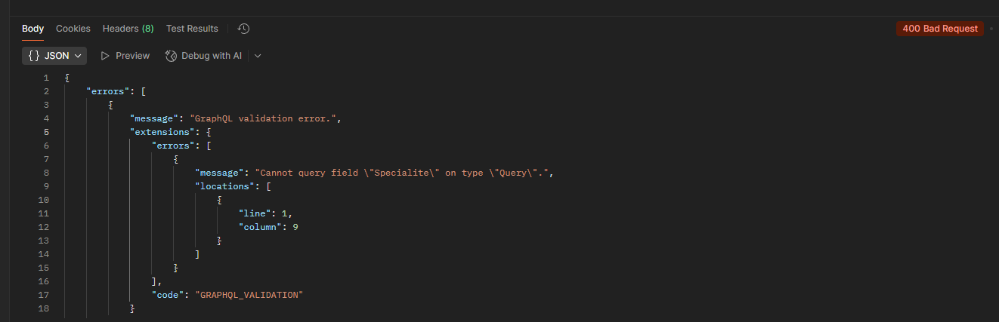 Body Cookies Headers (8) Test Results 400 Bad Request
{} JSON Preview Debug with AI
1 {
2 "errors": [
3 {
4 "message": "GraphQL validation error.",
5 "extensions": {
6 "errors": [
7 {
8 "message": "Cannot query field \"Specialite\" on type \"Query\".",
9 "locations": [
10 {
11 "line": 1,
12 "column": 9
13 }
14 ]
15 }
16 ],
17 "code": "GRAPHQL_VALIDATION"
18 }